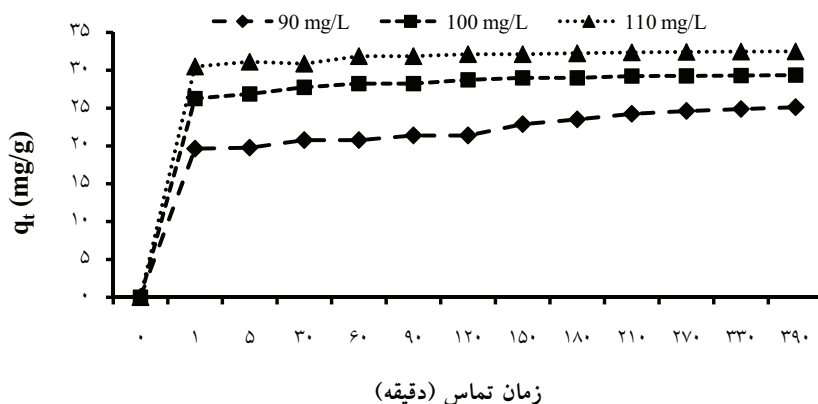 90 mg/L 100 mg/L 110 mg/L
۳۵
۳۰
۲۵
۲۰
۱۵
۱۰
۵
۰
qt (mg/g)
۰ ۱ ۵ ۳۰ ۶۰ ۹۰ ۱۲۰ ۱۵۰ ۱۸۰ ۲۱۰ ۲۷۰ ۳۳۰ ۳۹۰
زمان تماس (دقیقه)